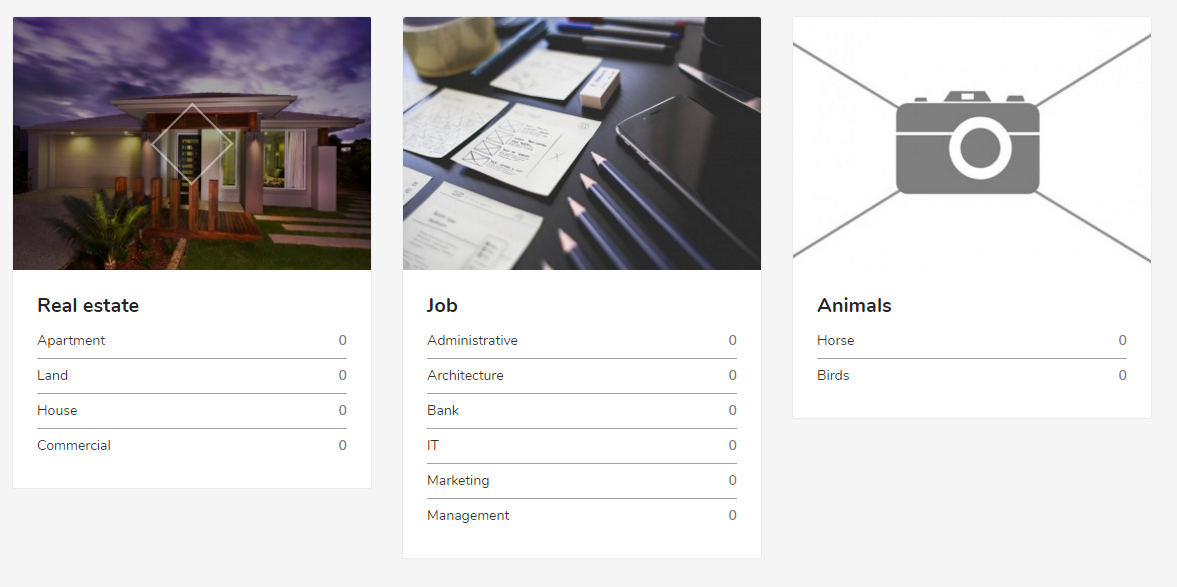 Real estate
Apartment 0
Land 0
House 0
Commercial 0
Job
Administrative 0
Architecture 0
Bank 0
IT 0
Marketing 0
Management 0
Animals
Horse 0
Birds 0